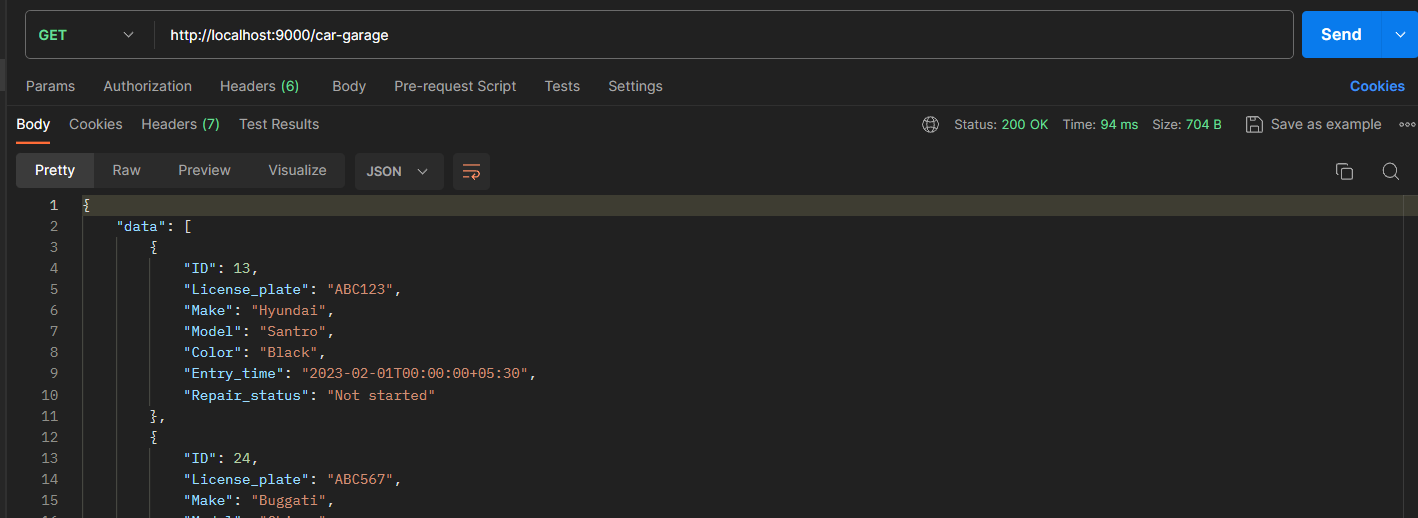 GET http://localhost:9000/car-garage Send
Params Authorization Headers (6) Body Pre-request Script Tests Settings Cookies
Body Cookies Headers (7) Test Results Status: 200 OK Time: 94 ms Size: 704 B Save as example
Pretty Raw Preview Visualize JSON
1 {
2 "data": [
3 {
4 "ID": 13,
5 "License_plate": "ABC123",
6 "Make": "Hyundai",
7 "Model": "Santro",
8 "Color": "Black",
9 "Entry_time": "2023-02-01T00:00:00+05:30",
10 "Repair_status": "Not started"
11 },
12 {
13 "ID": 24,
14 "License_plate": "ABC567",
15 "Make": "Buggati",